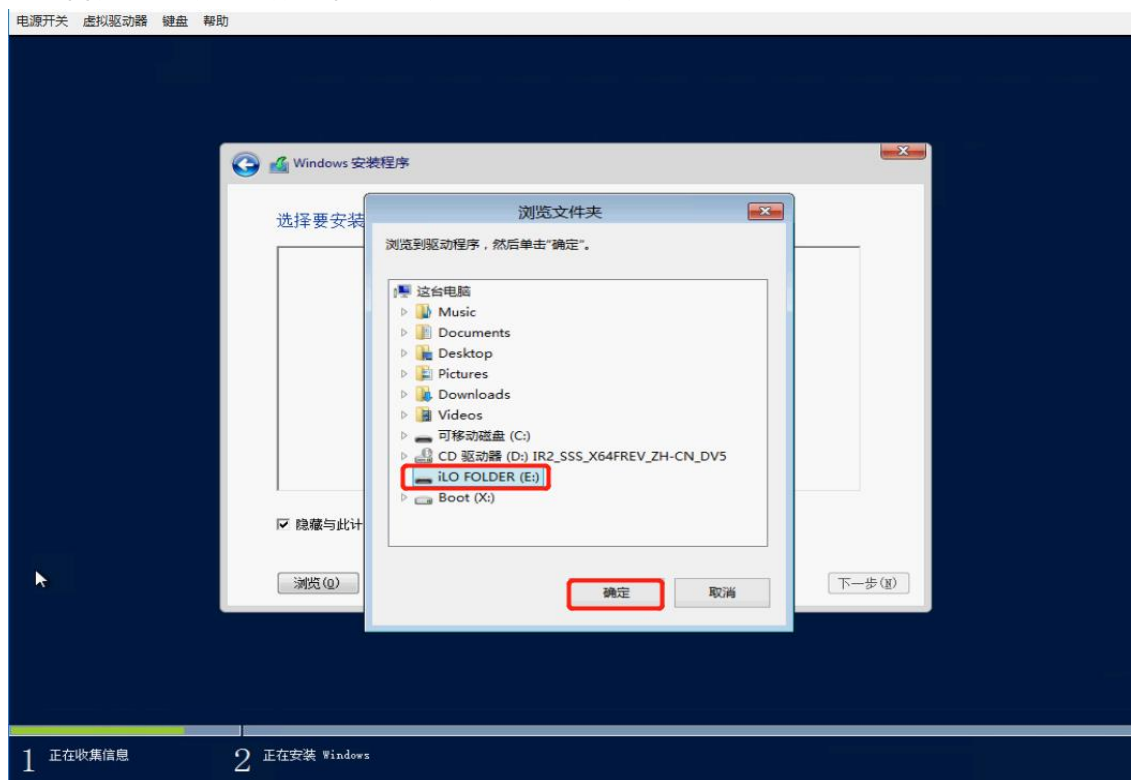 电源开关 虚拟驱动器 键盘 帮助
Windows 安装程序
选择要安装
浏览文件夹
浏览到驱动程序，然后单击"确定"。
这台电脑
Music
Documents
Desktop
Pictures
Downloads
Videos
可移动磁盘 (C:)
CD 驱动器 (D:) IR2_SSS_X64FREV_ZH-CN_DV5
iLO FOLDER (E:)
Boot (X:)
隐藏与此计
浏览(O)
确定
取消
下一步(N)
1 正在收集信息
2 正在安装 Windows